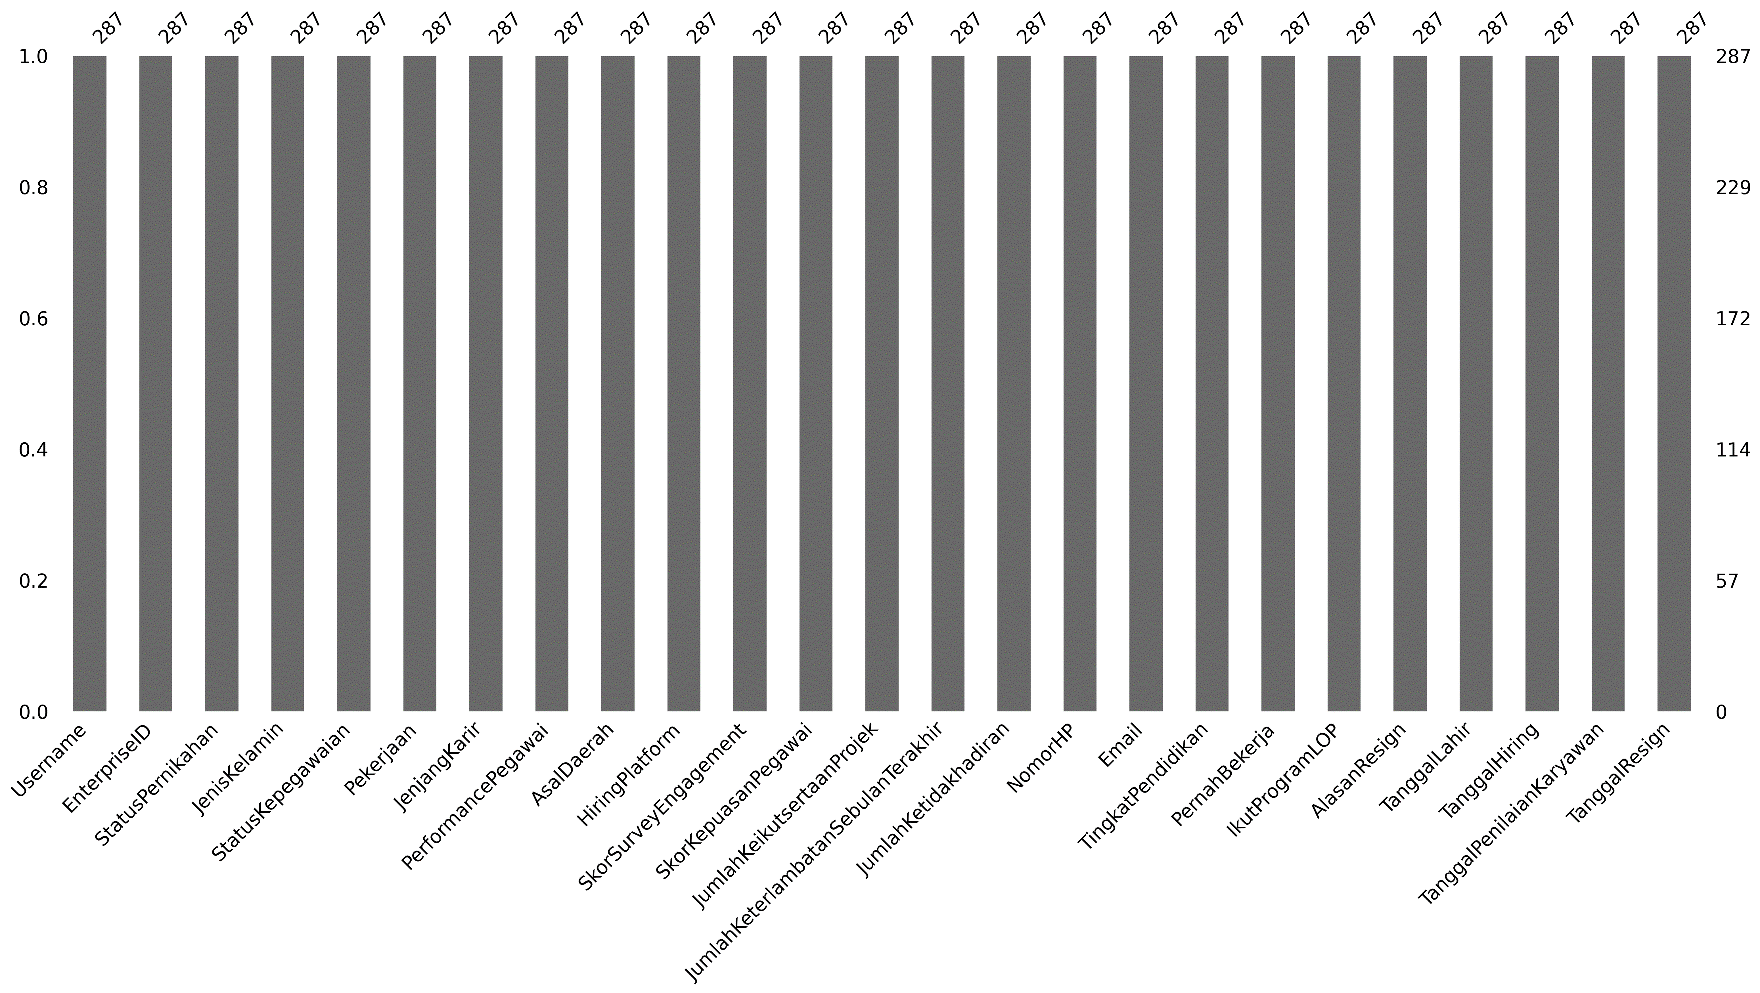 287 287 287 287 287 287 287 287 287 287 287 287 287 287 287 287 287 287 287 287 287 287 287 287 287
1.0 287
0.8 229
0.6 172
0.4 114
0.2 57
0.0 0
Username
EnterpriseID
StatusPernikahan
JenisKelamin
StatusKepegawaian
Pekerjaan
JenjangKarir
PerformancePegawai
AsalDaerah
HiringPlatform
SkorSurveyEngagement
SkorKepuasanPegawai
JumlahKeikutsertaanProjek
JumlahKeterlambatanSebulanTerakhir
JumlahKetidakhadiran
NomorHP
Email
TingkatPendidikan
PernahBekerja
IkutProgramLOP
AlasanResign
TanggalLahir
TanggalHiring
TanggalPenilaianKaryawan
TanggalResign